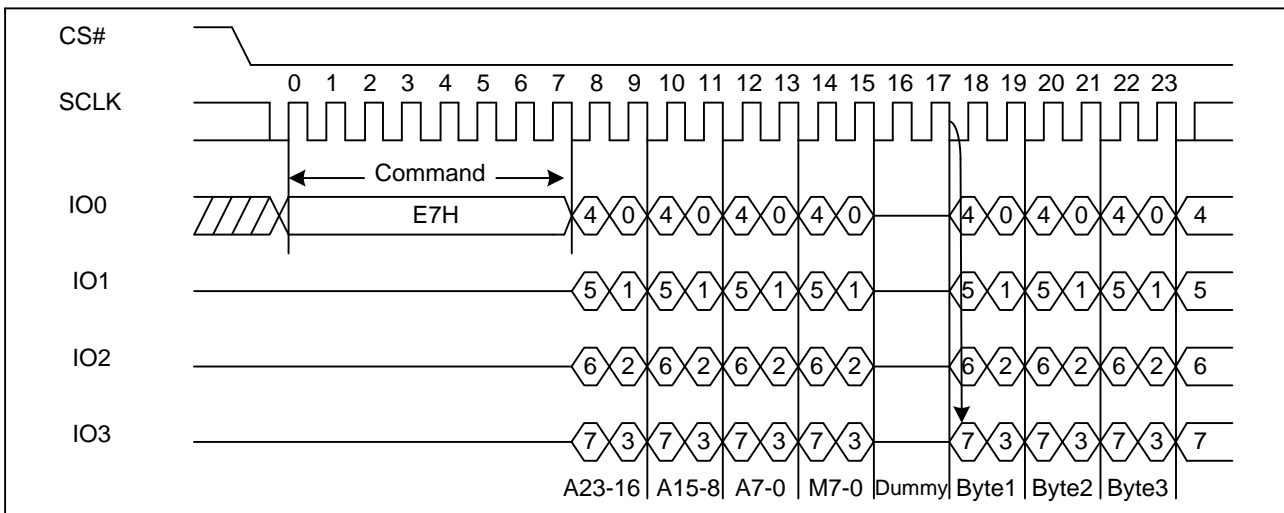 CS#
0 1 2 3 4 5 6 7 8 9 10 11 12 13 14 15 16 17 18 19 20 21 22 23
SCLK
Command
IO0 E7H 4 0 4 0 4 0 4 0 4 0 4 0 4 0 4
IO1 5 1 5 1 5 1 5 1 5 1 5 1 5 1 5
IO2 6 2 6 2 6 2 6 2 6 2 6 2 6 2 6
IO3 7 3 7 3 7 3 7 3 7 3 7 3 7 3 7
A23-16 A15-8 A7-0 M7-0 Dummy Byte1 Byte2 Byte3